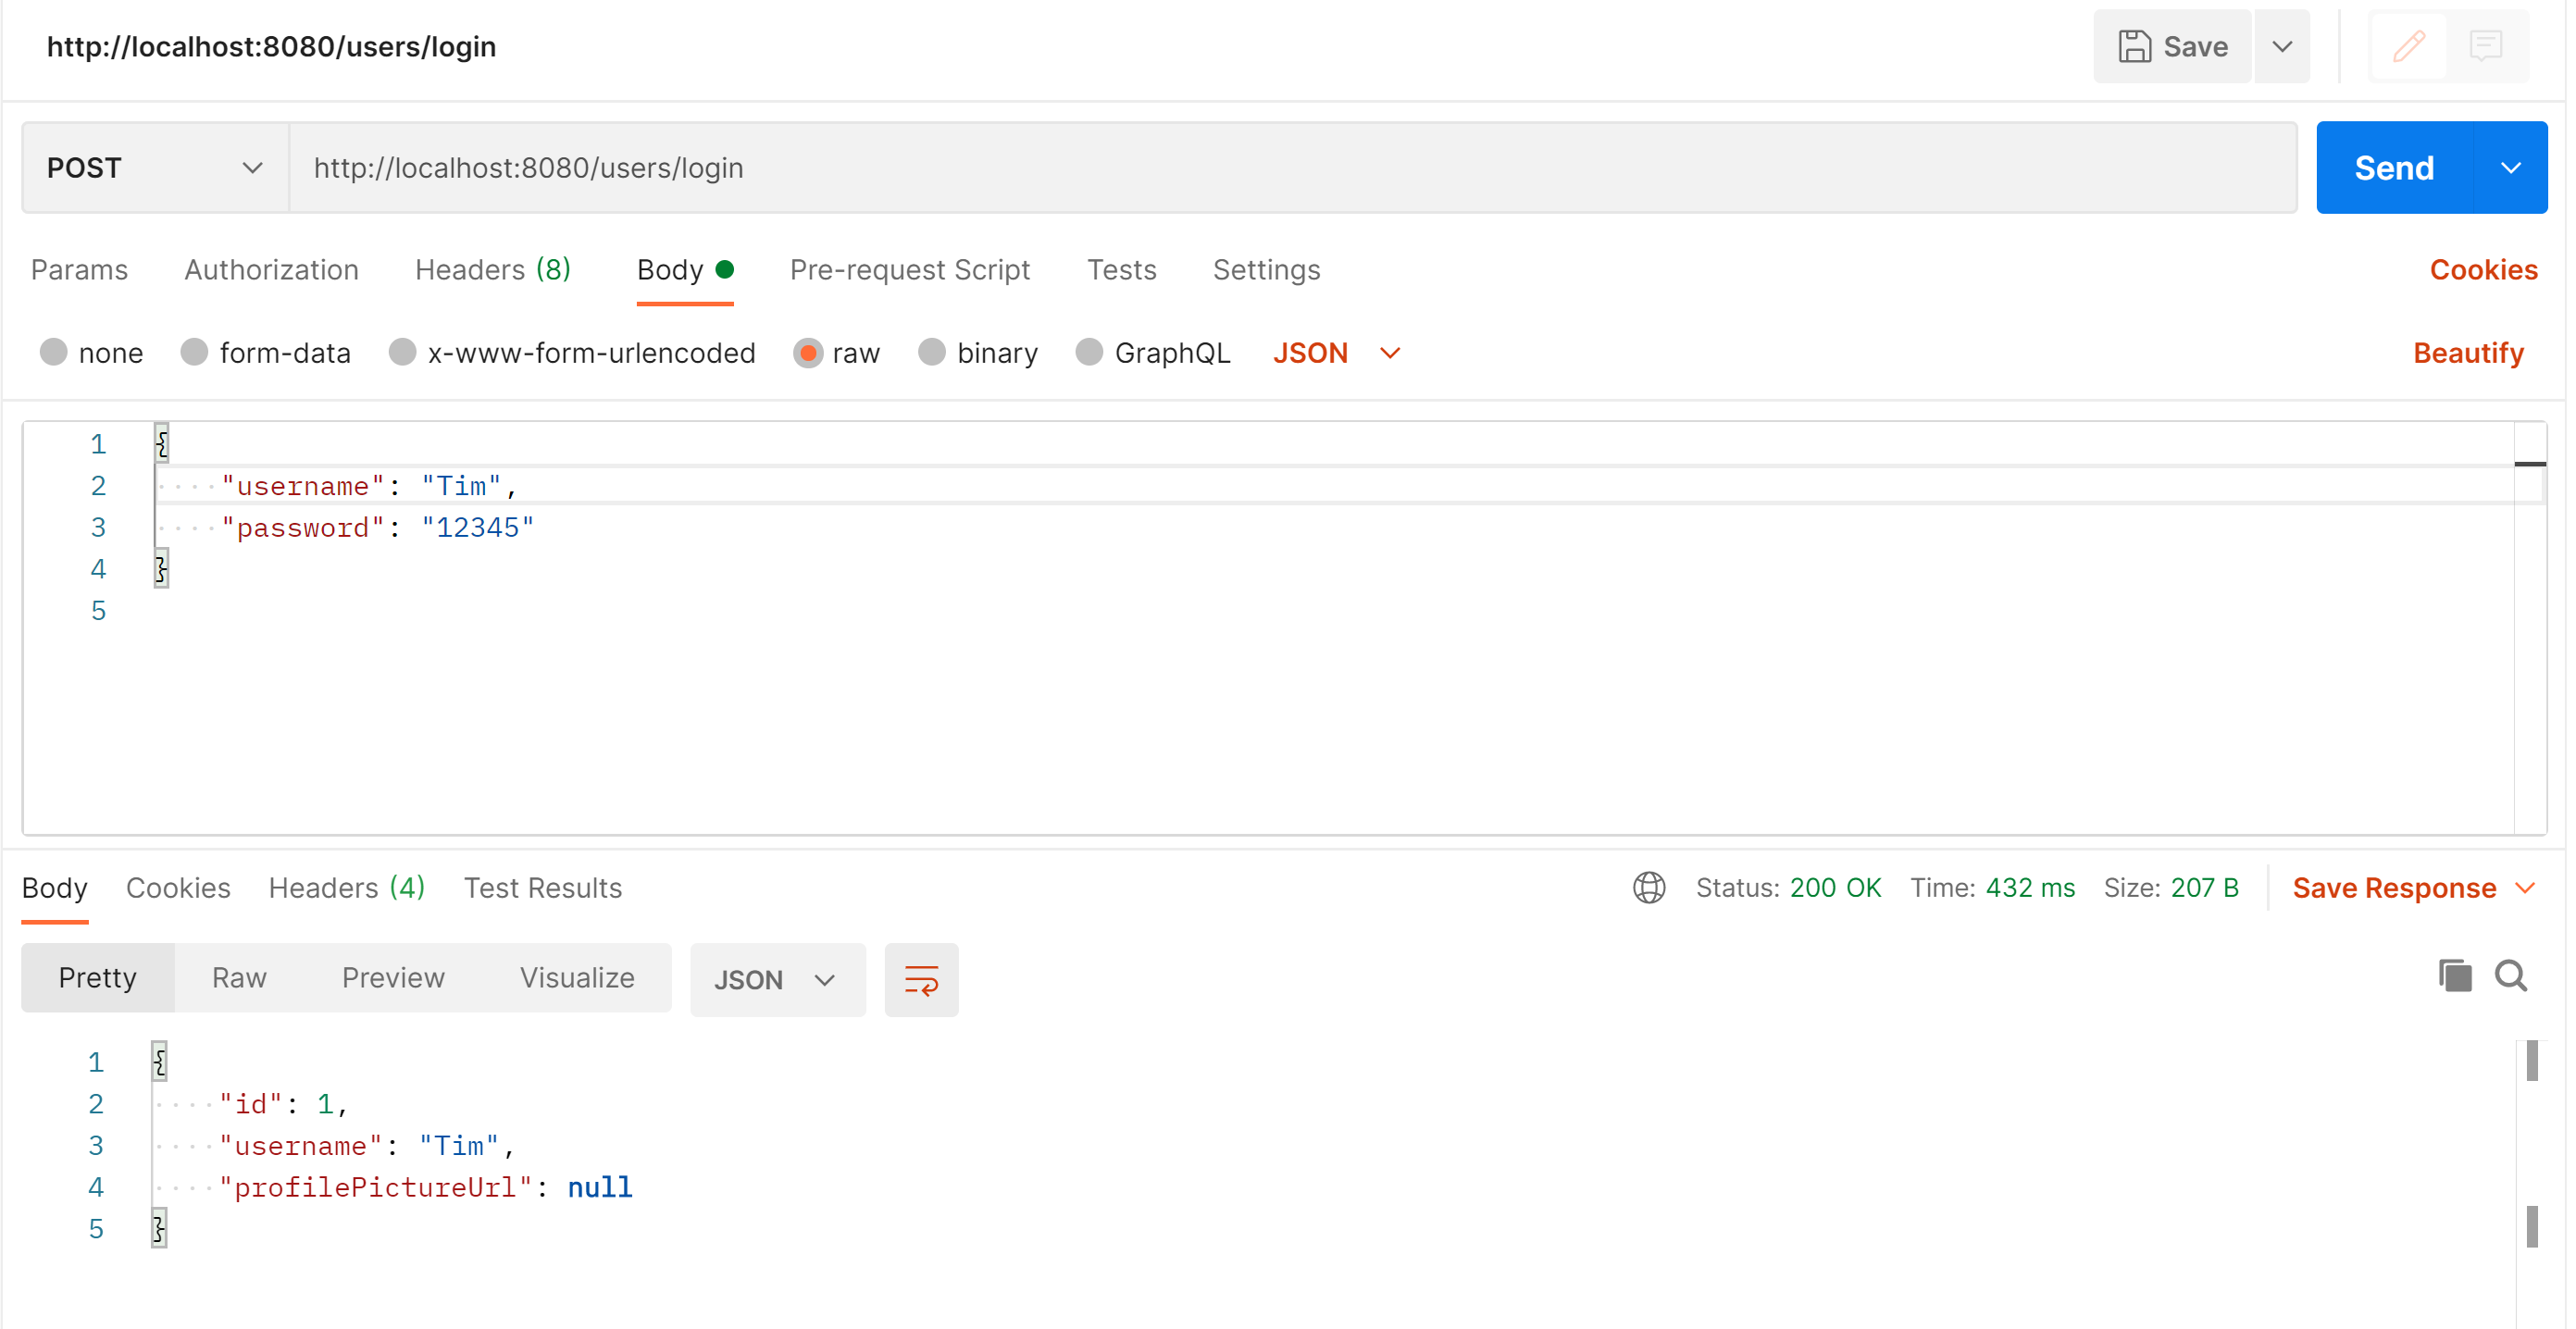 http://localhost:8080/users/login Save
POST http://localhost:8080/users/login Send
Params Authorization Headers (8) Body Pre-request Script Tests Settings Cookies
none form-data x-www-form-urlencoded raw binary GraphQL JSON Beautify
1 {
2 "username": "Tim",
3 "password": "12345"
4 }
5
Body Cookies Headers (4) Test Results Status: 200 OK Time: 432 ms Size: 207 B Save Response
Pretty Raw Preview Visualize JSON
1 {
2 "id": 1,
3 "username": "Tim",
4 "profilePictureUrl": null
5 }